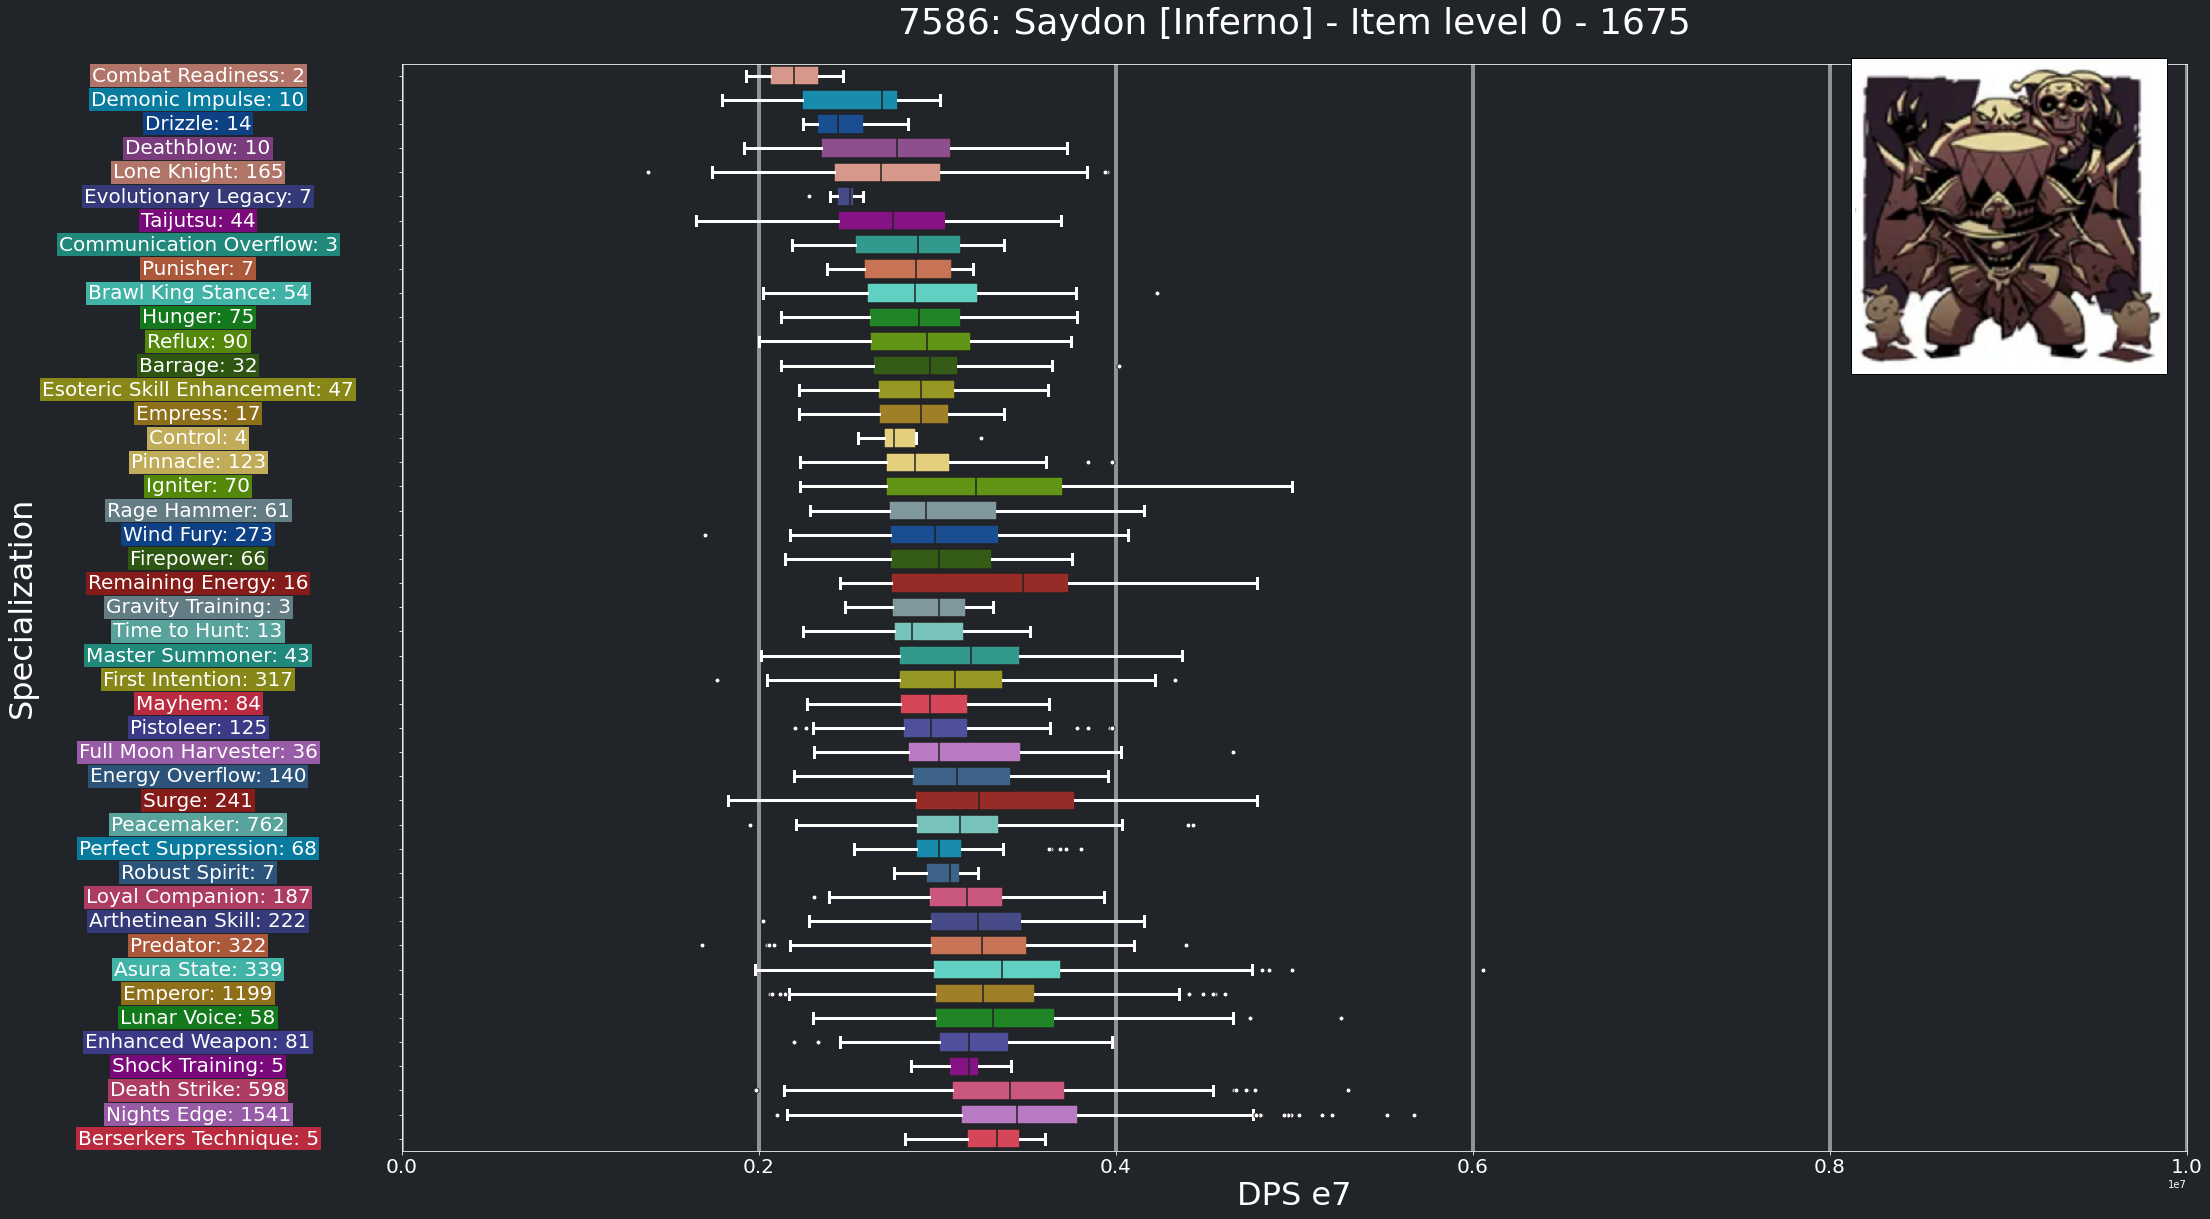 7586: Saydon [Inferno] - Item level 0 - 1675
Specialization
Combat Readiness: 2
Demonic Impulse: 10
Drizzle: 14
Deathblow: 10
Lone Knight: 165
Evolutionary Legacy: 7
Taijutsu: 44
Communication Overflow: 3
Punisher: 7
Brawl King Stance: 54
Hunger: 75
Reflux: 90
Barrage: 32
Esoteric Skill Enhancement: 47
Empress: 17
Control: 4
Pinnacle: 123
Igniter: 70
Rage Hammer: 61
Wind Fury: 273
Firepower: 66
Remaining Energy: 16
Gravity Training: 3
Time to Hunt: 13
Master Summoner: 43
First Intention: 317
Mayhem: 84
Pistoleer: 125
Full Moon Harvester: 36
Energy Overflow: 140
Surge: 241
Peacemaker: 762
Perfect Suppression: 68
Robust Spirit: 7
Loyal Companion: 187
Arthetinean Skill: 222
Predator: 322
Asura State: 339
Emperor: 1199
Lunar Voice: 58
Enhanced Weapon: 81
Shock Training: 5
Death Strike: 598
Nights Edge: 1541
Berserkers Technique: 5
0.0 0.2 0.4 0.6 0.8 1.0
1e7
DPS e7